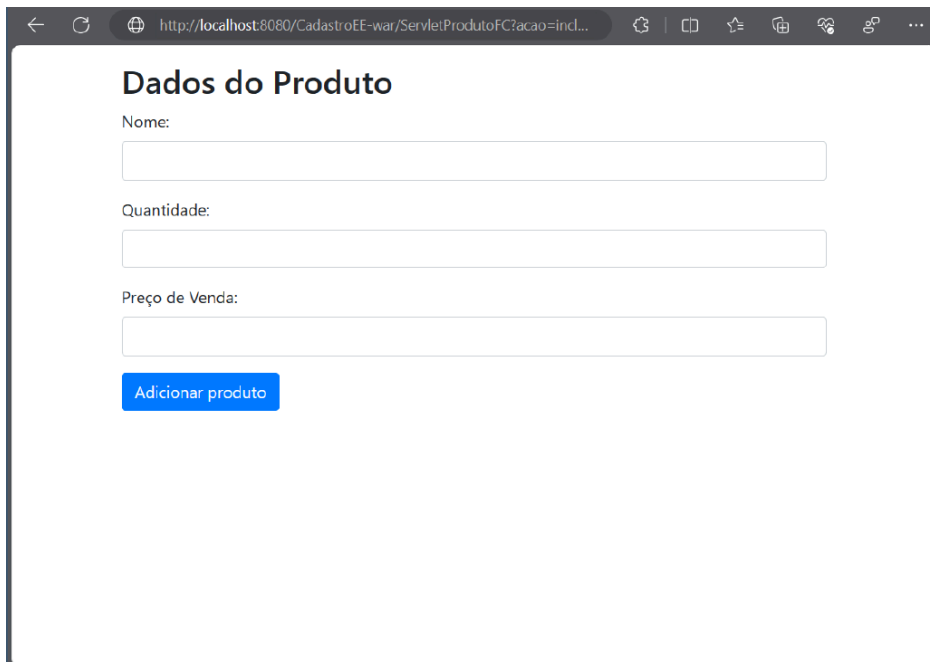 http://localhost:8080/CadastroEE-war/ServletProdutoFC?acao=incl...
Dados do Produto
Nome:
Quantidade:
Preço de Venda:
Adicionar produto